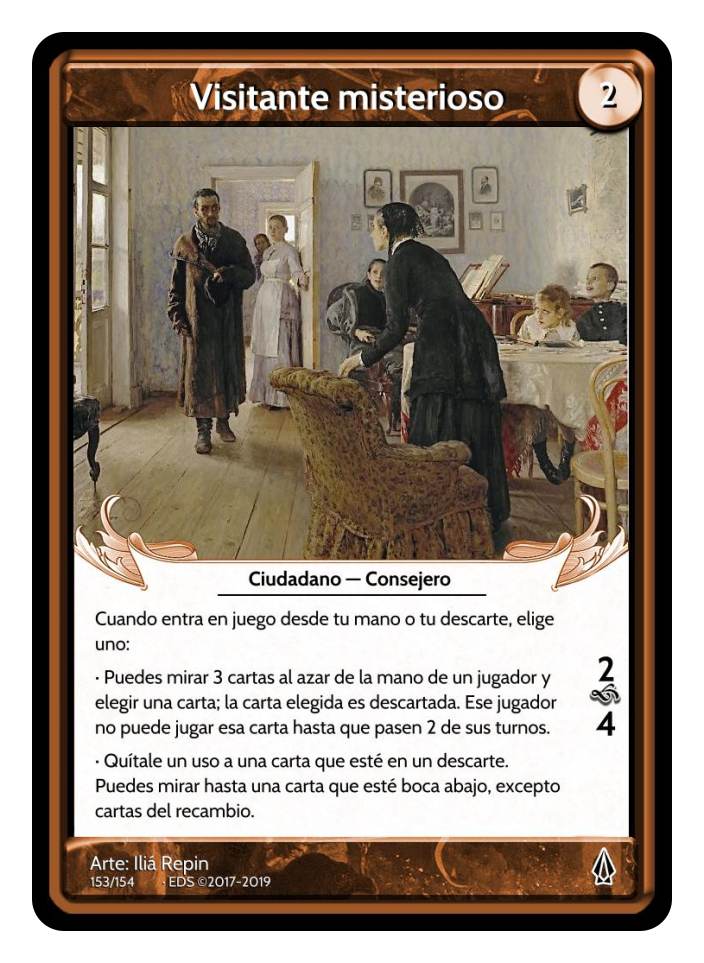 Visitante misterioso
2
Ciudadano — Consejero
Cuando entra en juego desde tu mano o tu descarte, elige
uno:
· Puedes mirar 3 cartas al azar de la mano de un jugador y
elegir una carta; la carta elegida es descartada. Ese jugador
no puede jugar esa carta hasta que pasen 2 de sus turnos.
· Quítale un uso a una carta que esté en un descarte.
Puedes mirar hasta una carta que esté boca abajo, excepto
cartas del recambio.
2
4
Arte: Iliá Repin
153/154 · EDS ©2017-2019